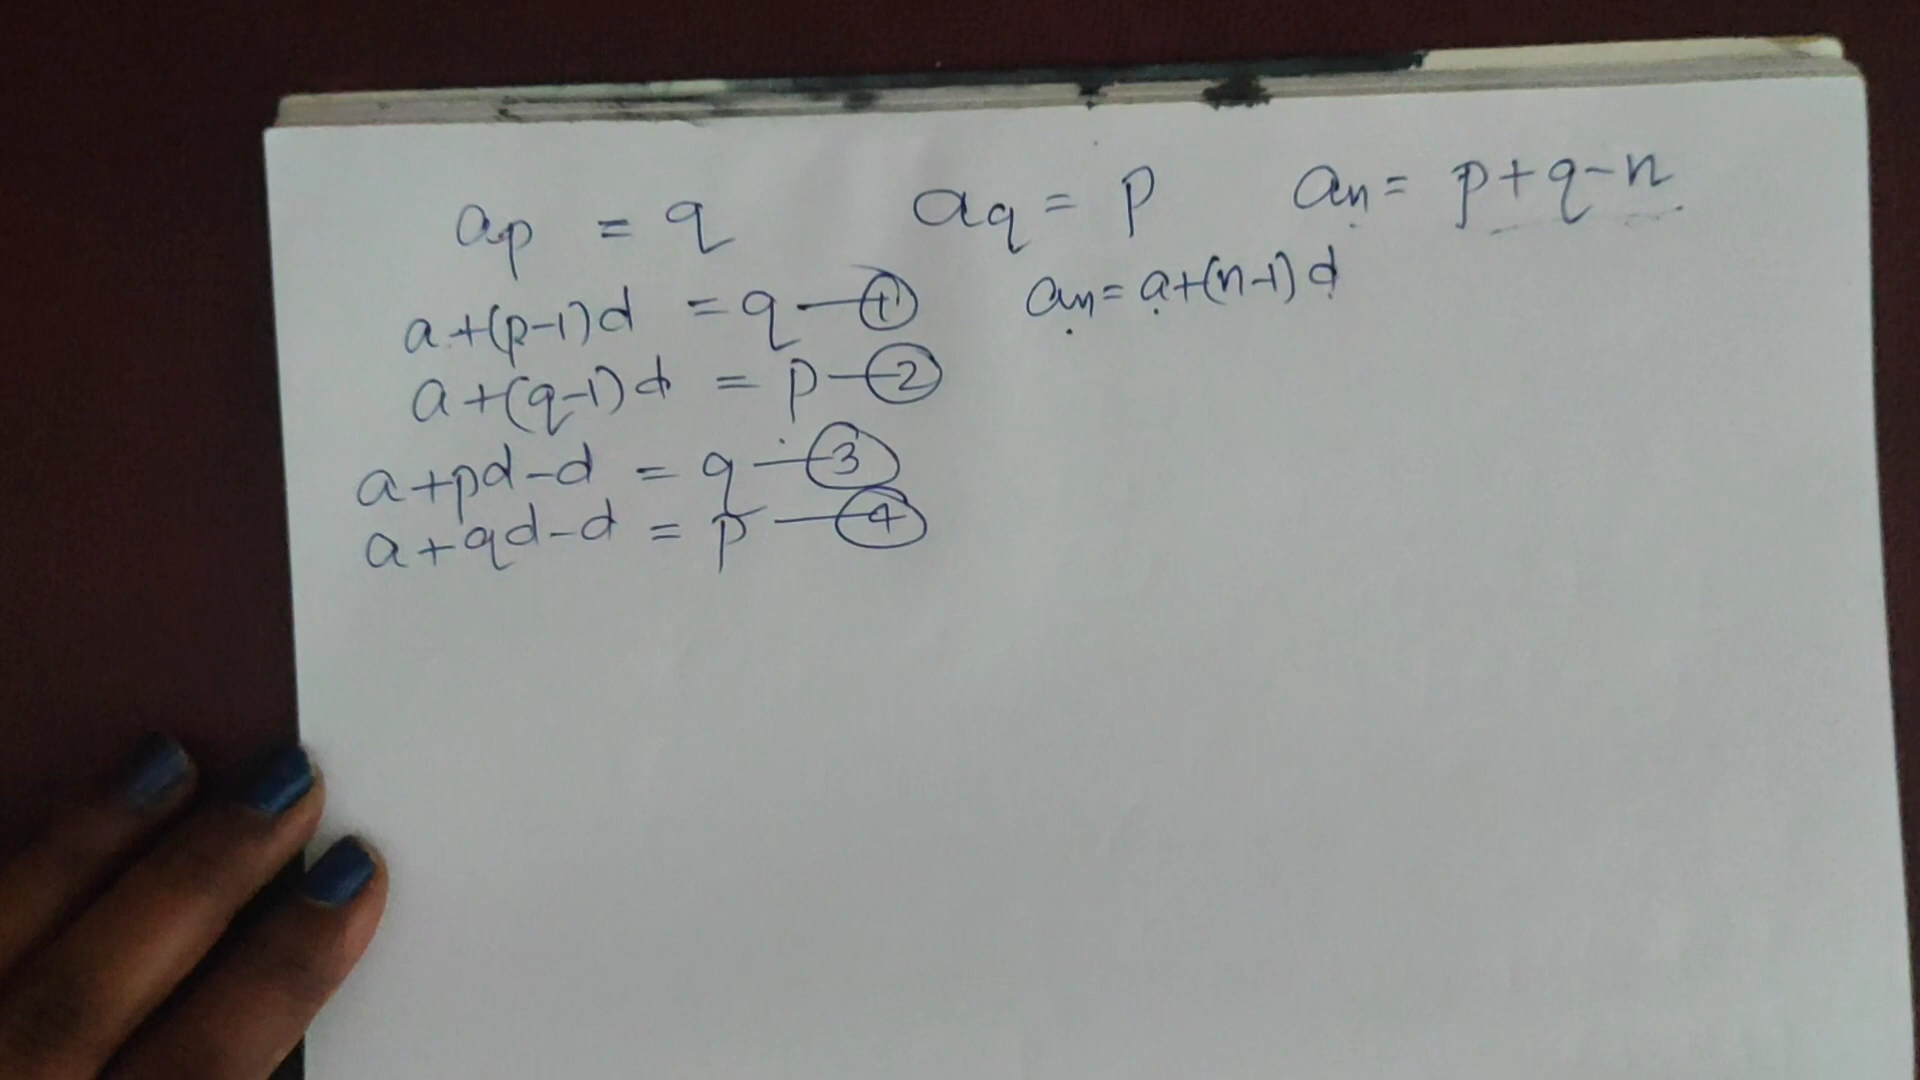 ap = q aq = p an = p+q-n
a+(p-1)d = q — 1 an = a+(n-1)d
a+(q-1)d = p — 2
a+pd-d = q — 3
a+qd-d = p — 4